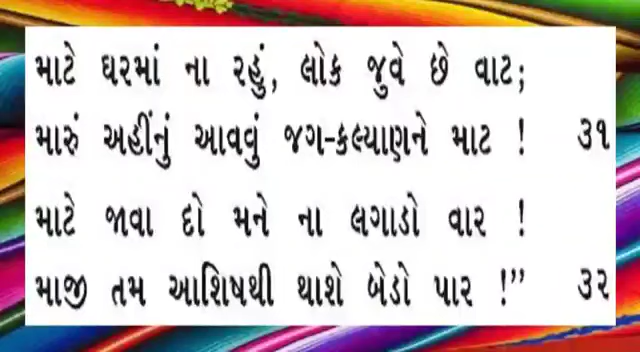 માટે ઘરમાં ના રહું, લોક જુવે છે વાટ;
મારું અહીંનું આવવું જગ-કલ્યાણને માટ ! ૩૧
માટે જાવા દો મને ના લગાડો વાર !
માજી તમ આશિષથી થાશે બેડો પાર !” ૩૨